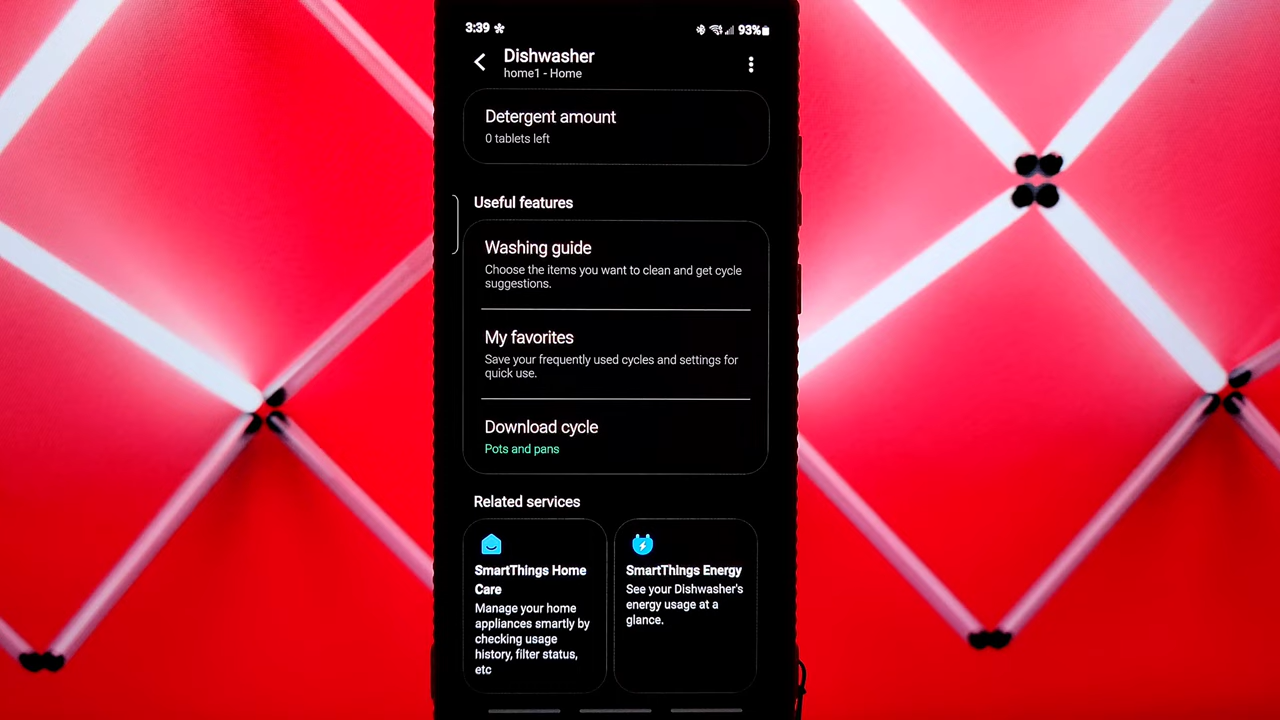 3:39
93%
Dishwasher
home1 - Home
Detergent amount
0 tablets left
Useful features
Washing guide
Choose the items you want to clean and get cycle
suggestions.
My favorites
Save your frequently used cycles and settings for
quick use.
Download cycle
Pots and pans
Related services
SmartThings Home
Care
Manage your home
appliances smartly by
checking usage
history, filter status,
etc
SmartThings Energy
See your Dishwasher's
energy usage at a
glance.